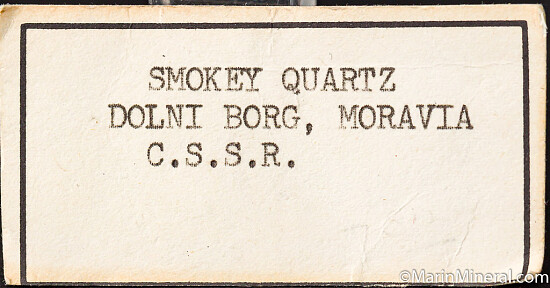 SMOKEY QUARTZ
DOLNI BORG, MORAVIA
C.S.S.R.
©MarinMineral.com